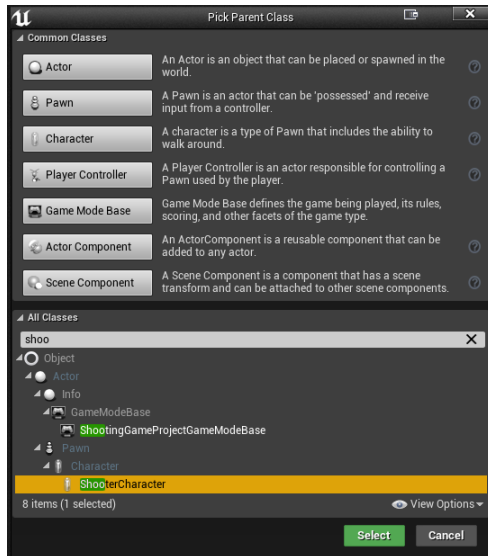 Pick Parent Class
Common Classes
Actor
An Actor is an object that can be placed or spawned in the
world.
Pawn
A Pawn is an actor that can be 'possessed' and receive
input from a controller.
Character
A character is a type of Pawn that includes the ability to
walk around.
Player Controller
A Player Controller is an actor responsible for controlling a
Pawn used by the player.
Game Mode Base
Game Mode Base defines the game being played, its rules,
scoring, and other facets of the game type.
Actor Component
An ActorComponent is a reusable component that can be
added to any actor.
Scene Component
A Scene Component is a component that has a scene
transform and can be attached to other scene components.
All Classes
shoo
Object
Actor
Info
GameModeBase
ShootingGameProjectGameModeBase
Pawn
Character
ShooterCharacter
8 items (1 selected)
View Options
Select
Cancel